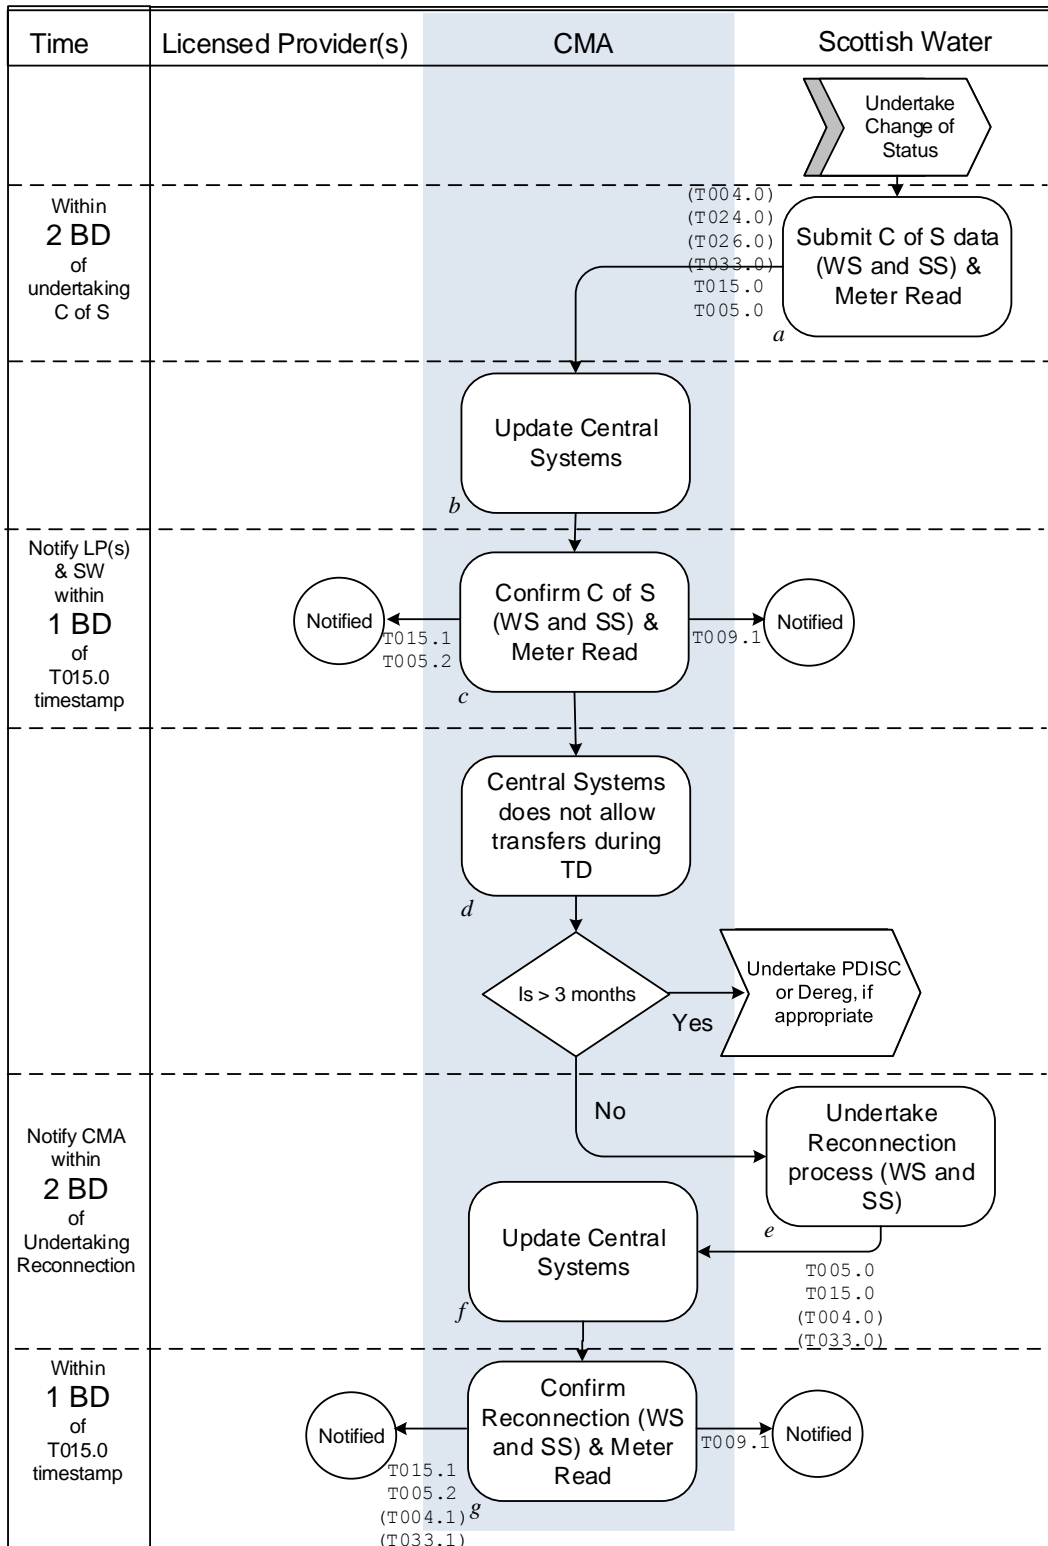 Time
Licensed Provider(s)
CMA
Scottish Water
Undertake
Change of
Status
Within
2 BD
of
undertaking
C of S
(T004.0)
(T024.0)
(T026.0)
(T033.0)
T015.0
T005.0
Submit C of S data
(WS and SS) &
Meter Read
a
Update Central
Systems
b
Notify LP(s)
& SW
within
1 BD
of
T015.0
timestamp
Notified
T015.1
T005.2
Confirm C of S
(WS and SS) &
Meter Read
c
T009.1
Notified
Central Systems
does not allow
transfers during
TD
d
Is > 3 months
Yes
Undertake PDISC
or Dereg, if
appropriate
No
Notify CMA
within
2 BD
of
Undertaking
Reconnection
Undertake
Reconnection
process (WS and
SS)
e
T005.0
T015.0
(T004.0)
(T033.0)
Update Central
Systems
f
Within
1 BD
of
T015.0
timestamp
Notified
T015.1
T005.2
(T004.1)
(T033.1)
Confirm
Reconnection (WS
and SS) & Meter
Read
g
T009.1
Notified